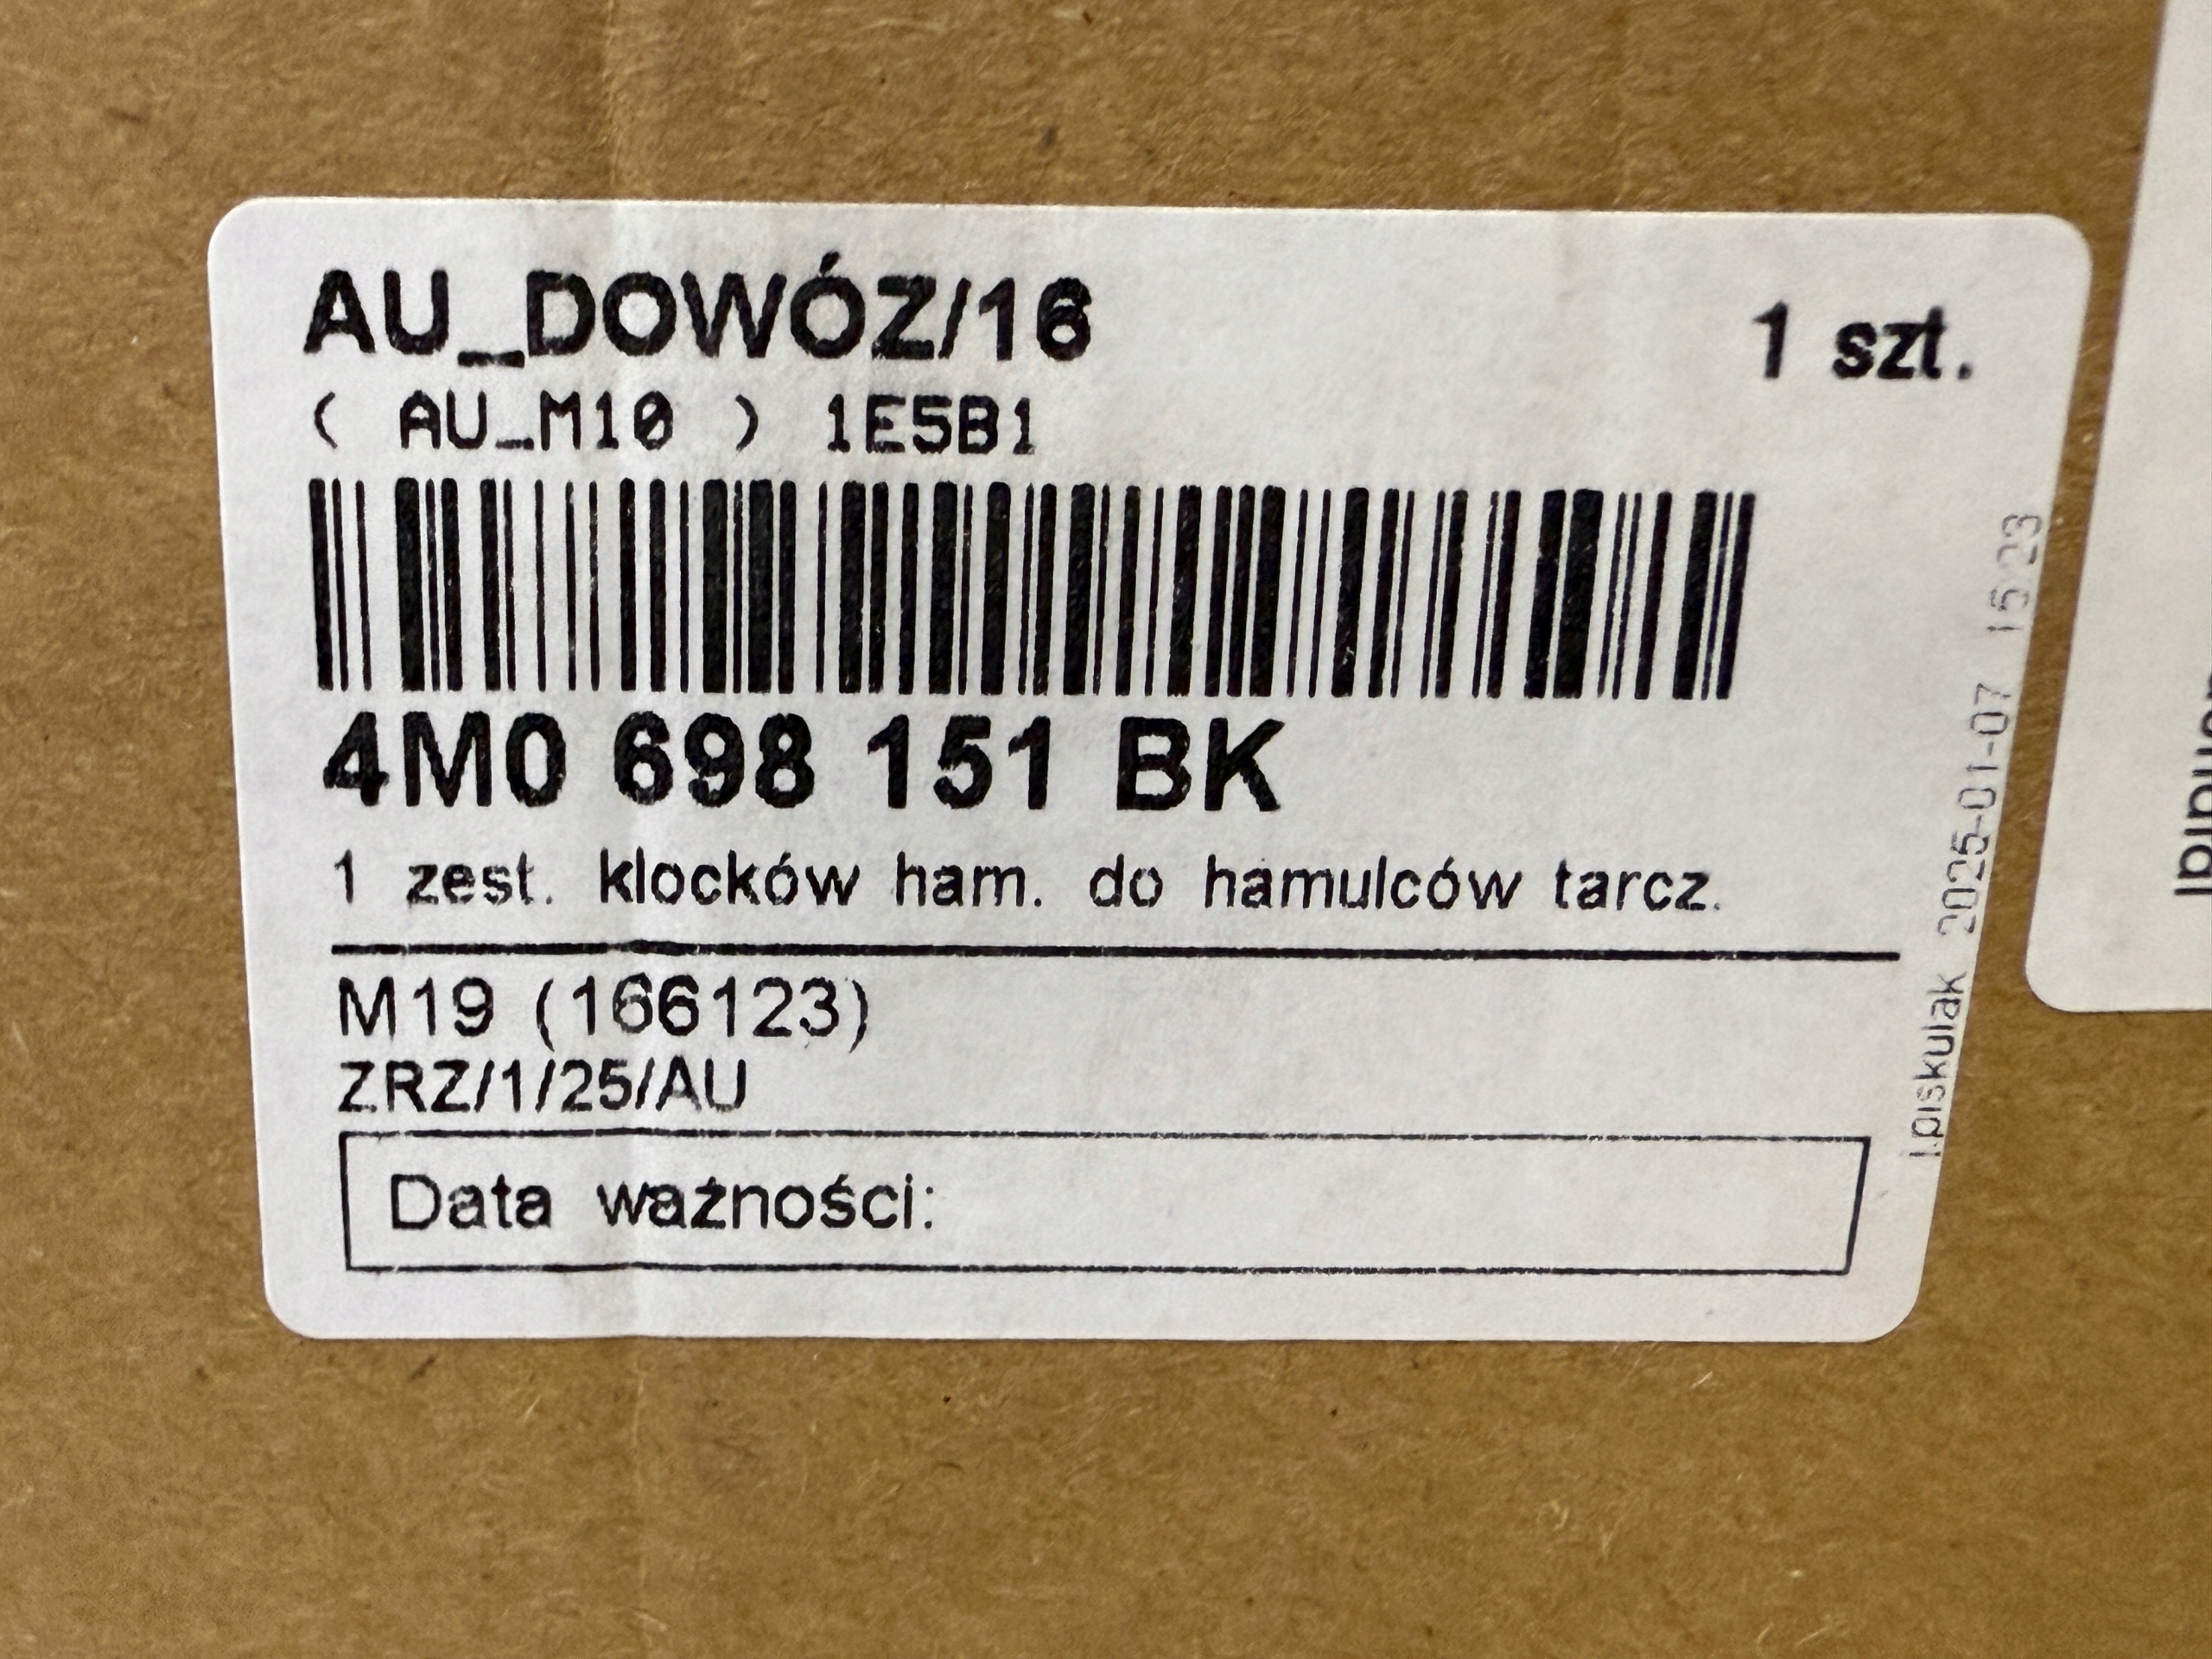 AU_DOWÓZ/16
1 szt.
( AU_M10 ) 1E5B1
4M0 698 151 BK
1 zest. klocków ham. do hamulców tarcz.
M19 (166123)
ZRZ/1/25/AU
Data ważności:
l.piskulak 2025-01-07 15:23